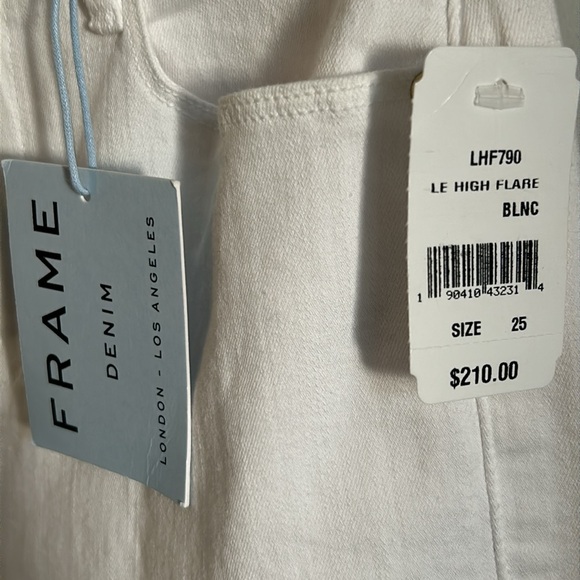 FRAME
DENIM
LONDON - LOS ANGELES
LHF790
LE HIGH FLARE
BLNC
1 90410 43231 4
SIZE 25
$210.00